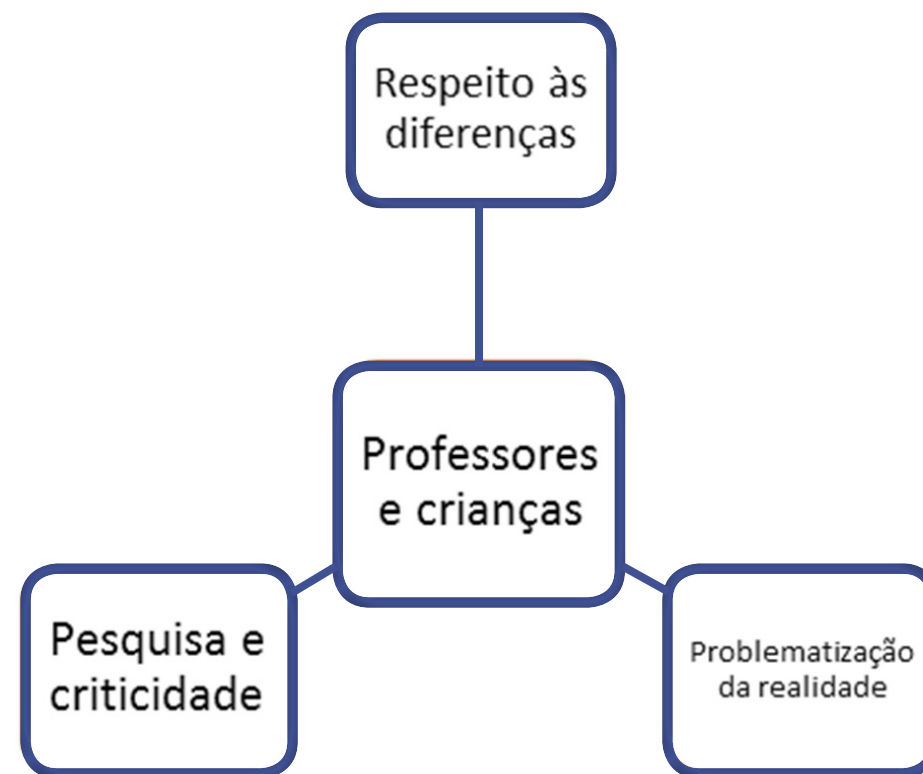 Respeito às
diferenças
Professores
e crianças
Pesquisa e
criticidade
Problematização
da realidade